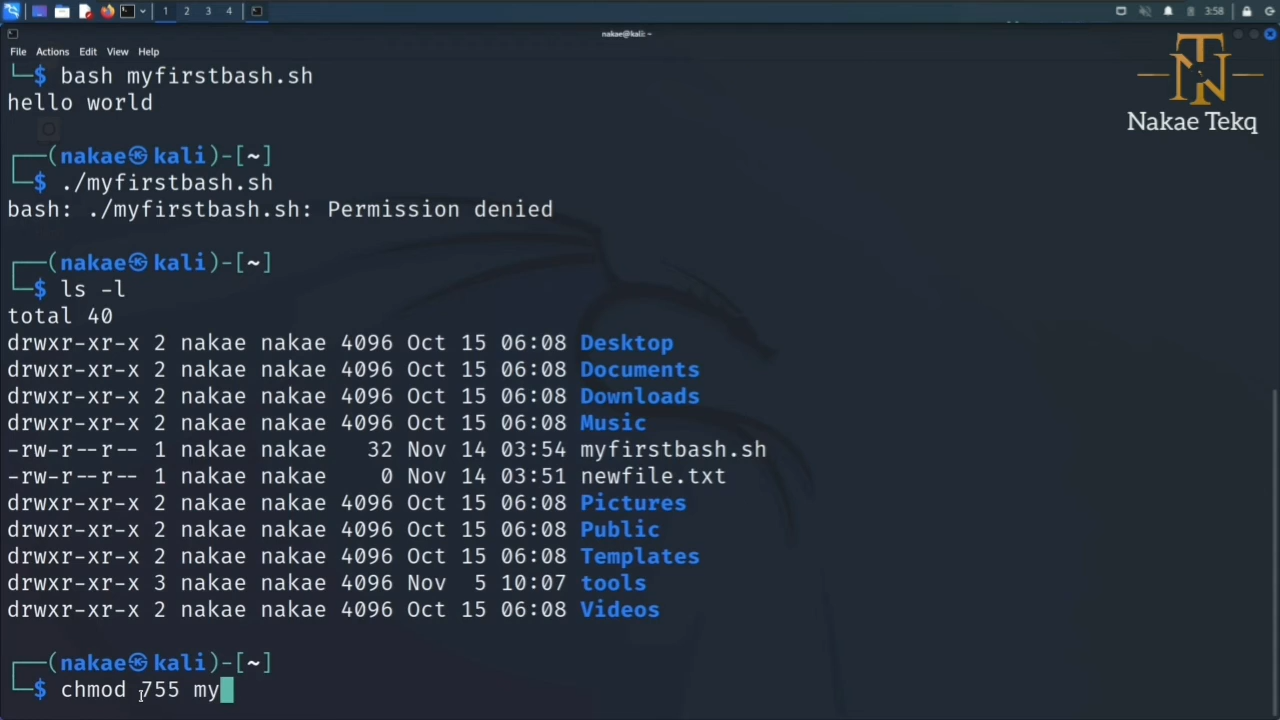 1 2 3 4 3:58
nakae@kali: ~
File Actions Edit View Help
└─$ bash myfirstbash.sh
hello world
Nakae Tekq
┌──(nakae㉿kali)-[~]
└─$ ./myfirstbash.sh
bash: ./myfirstbash.sh: Permission denied
┌──(nakae㉿kali)-[~]
└─$ ls -l
total 40
drwxr-xr-x 2 nakae nakae 4096 Oct 15 06:08 Desktop
drwxr-xr-x 2 nakae nakae 4096 Oct 15 06:08 Documents
drwxr-xr-x 2 nakae nakae 4096 Oct 15 06:08 Downloads
drwxr-xr-x 2 nakae nakae 4096 Oct 15 06:08 Music
-rw-r--r-- 1 nakae nakae   32 Nov 14 03:54 myfirstbash.sh
-rw-r--r-- 1 nakae nakae    0 Nov 14 03:51 newfile.txt
drwxr-xr-x 2 nakae nakae 4096 Oct 15 06:08 Pictures
drwxr-xr-x 2 nakae nakae 4096 Oct 15 06:08 Public
drwxr-xr-x 2 nakae nakae 4096 Oct 15 06:08 Templates
drwxr-xr-x 3 nakae nakae 4096 Nov  5 10:07 tools
drwxr-xr-x 2 nakae nakae 4096 Oct 15 06:08 Videos
┌──(nakae㉿kali)-[~]
└─$ chmod 755 my